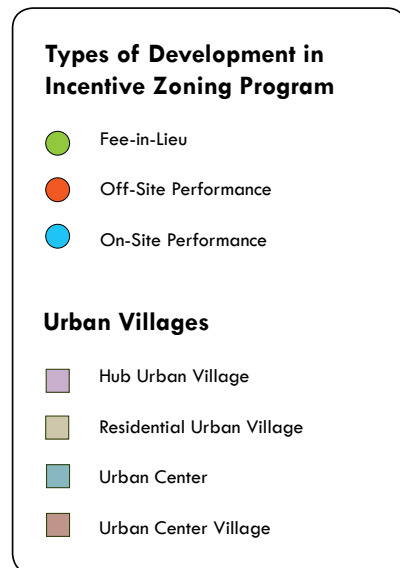 Types of Development in
Incentive Zoning Program
Fee-in-Lieu
Off-Site Performance
On-Site Performance
Urban Villages
Hub Urban Village
Residential Urban Village
Urban Center
Urban Center Village